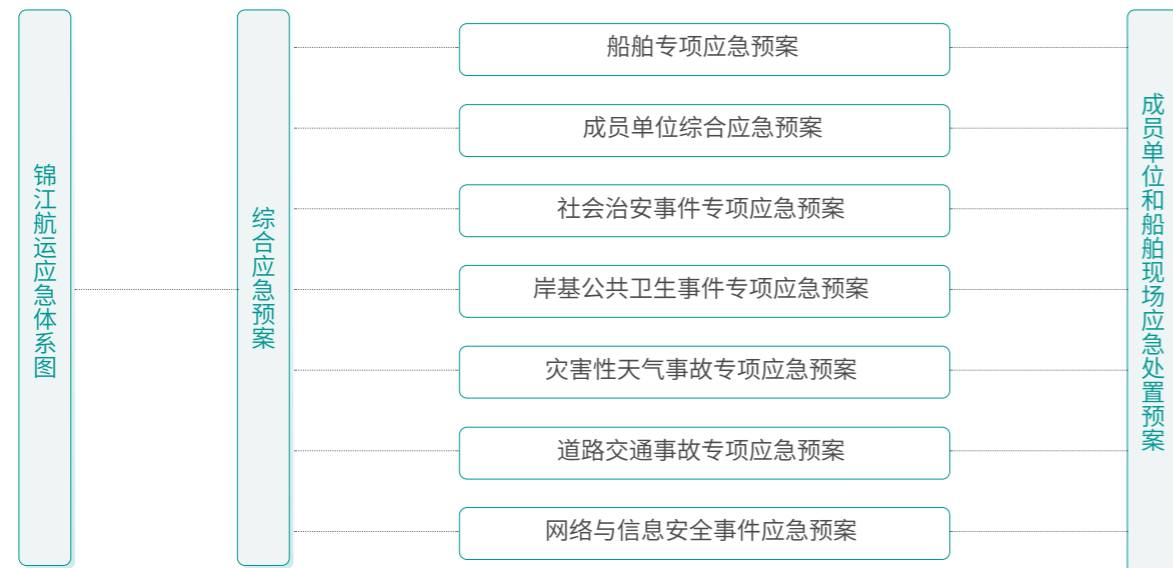 锦江航运应急体系图
综合应急预案
船舶专项应急预案
成员单位综合应急预案
社会治安事件专项应急预案
岸基公共卫生事件专项应急预案
灾害性天气事故专项应急预案
道路交通事故专项应急预案
网络与信息安全事件应急预案
成员单位和船舶现场应急处置预案